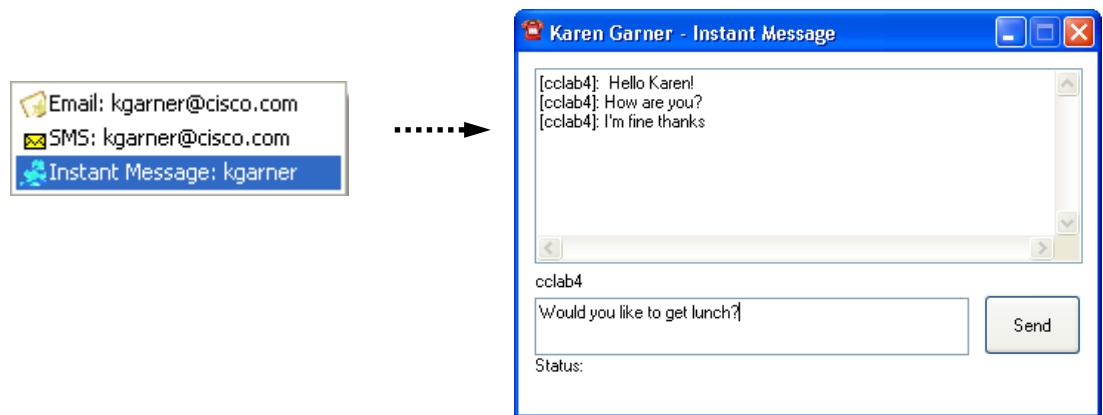 Email: kgarner@cisco.com
SMS: kgarner@cisco.com
Instant Message: kgarner
Karen Garner - Instant Message
[cclab4]:  Hello Karen!
[cclab4]: How are you?
[cclab4]: I'm fine thanks
cclab4
Would you like to get lunch?
Send
Status: